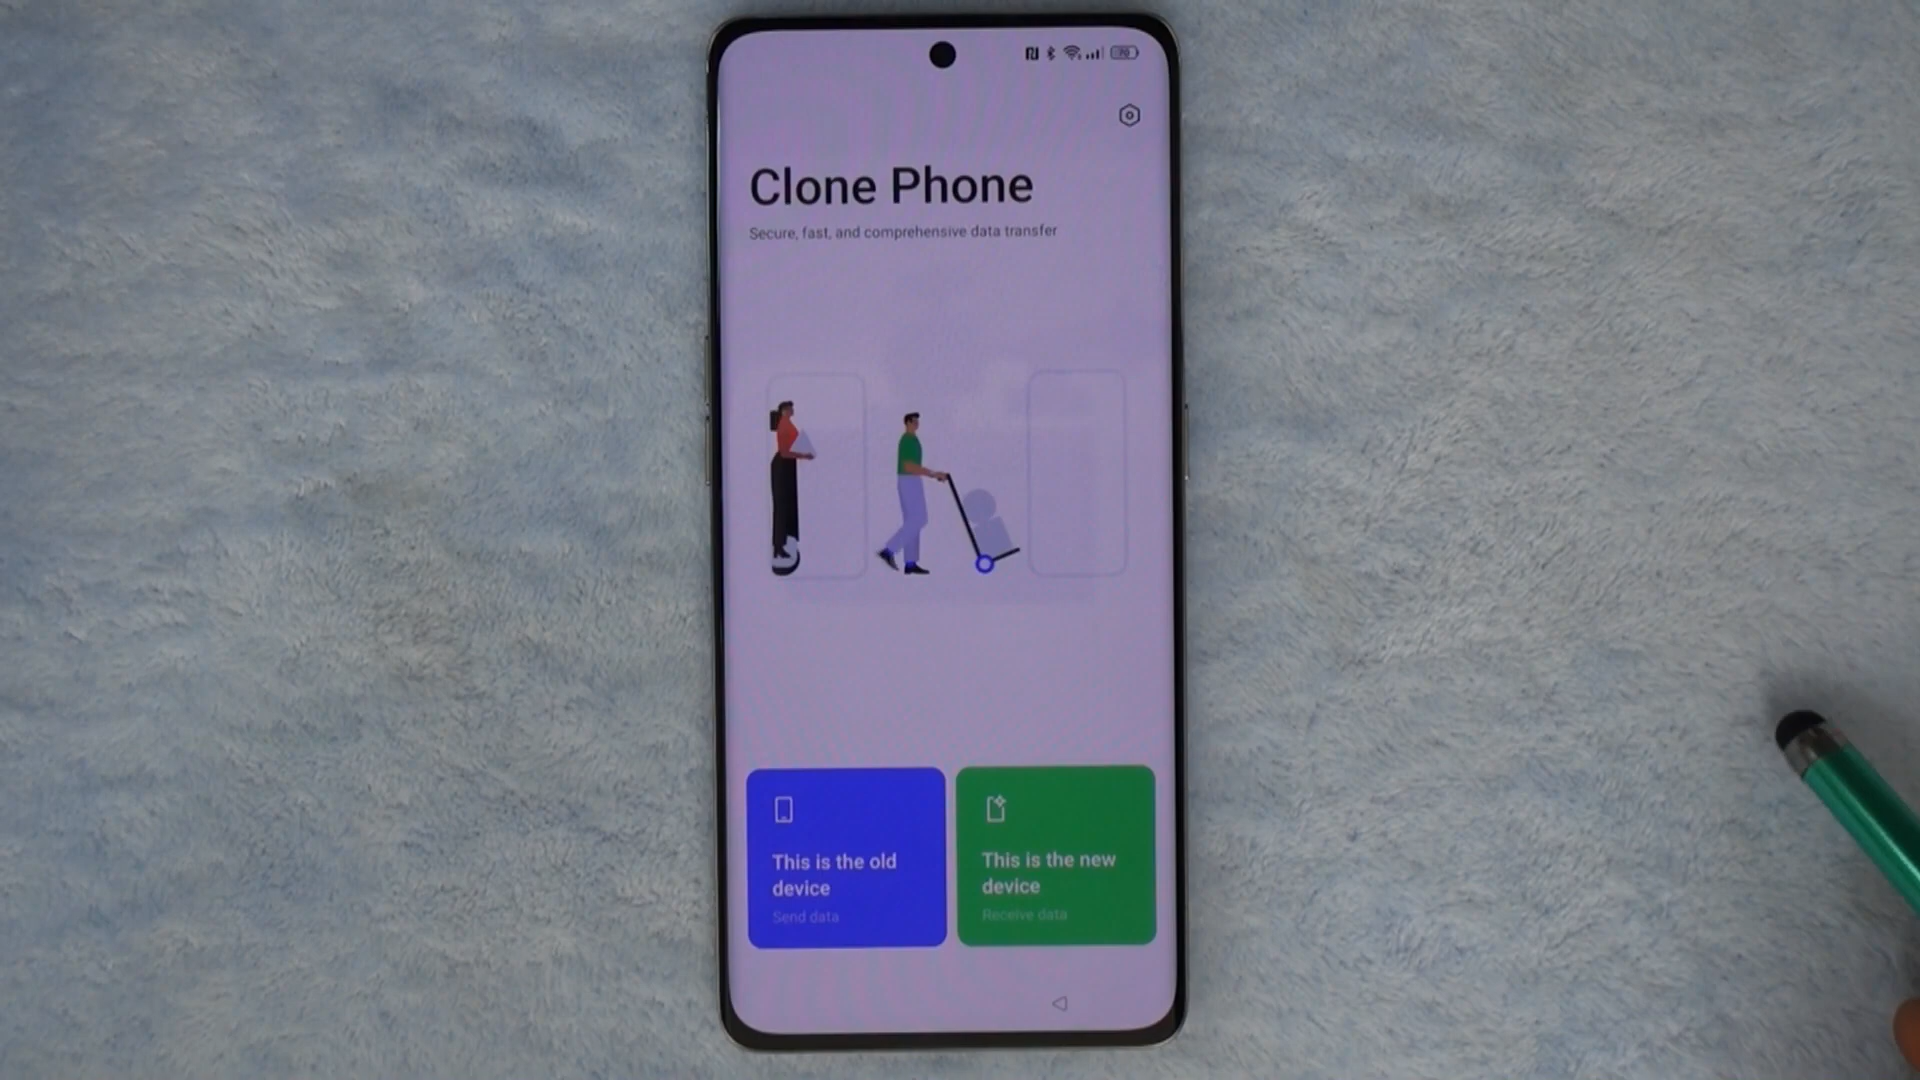 70
Clone Phone
Secure, fast, and comprehensive data transfer
This is the old
device
Send data
This is the new
device
Receive data